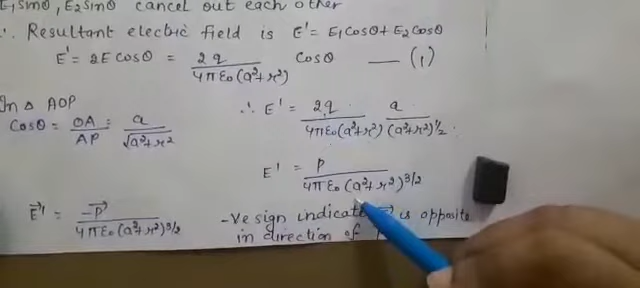 E₁sinθ, E₂sinθ cancel out each other
∴ Resultant electric field is E' = E₁cosθ + E₂cosθ
E' = 2E cosθ = 2q / 4πε₀(a²+r²) cosθ — (1)
In Δ AOP
cosθ = OA/AP = a/√(a²+r²)
∴ E' = 2q / 4πε₀(a²+r²) a / (a²+r²)^1/2
E' = P / 4πε₀(a²+r²)^3/2
E⃗' = -P⃗ / 4πε₀(a²+r²)^3/2
-ve sign indicate is opposite
in direction of